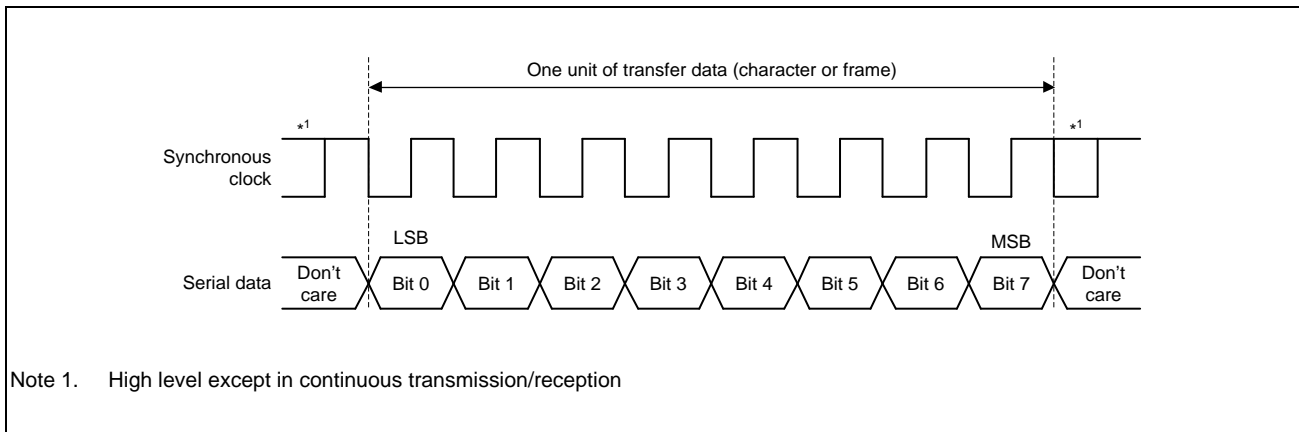 One unit of transfer data (character or frame)
*1
*1
Synchronous
clock
LSB
MSB
Serial data
Don't
care
Bit 0
Bit 1
Bit 2
Bit 3
Bit 4
Bit 5
Bit 6
Bit 7
Don't
care
Note 1. High level except in continuous transmission/reception